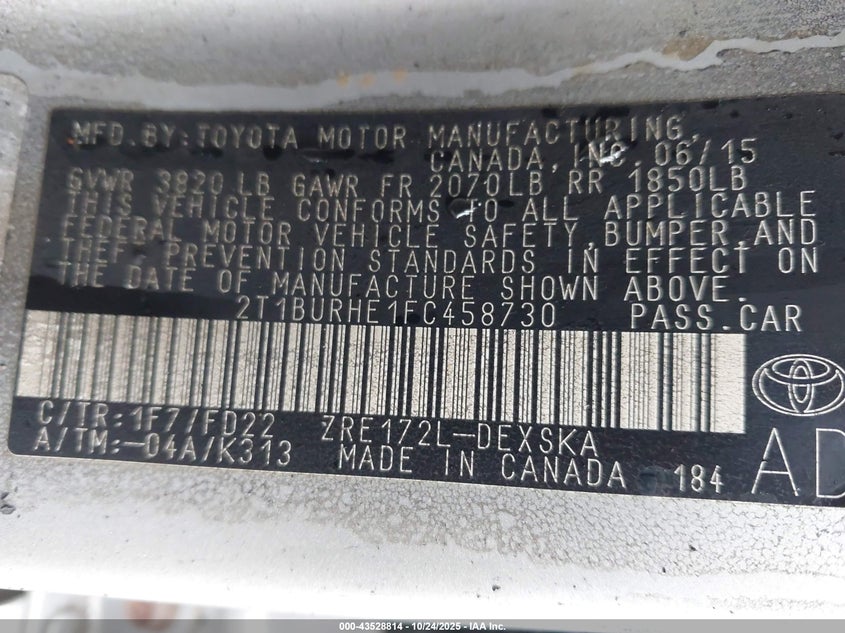 MFD.BY:TOYOTA MOTOR MANUFACTURING,
CANADA, INC. 06/15
GVWR 3820 LB GAWR FR 2070LB RR 1850LB
THIS VEHICLE CONFORMS TO ALL APPLICABLE
FEDERAL MOTOR VEHICLE SAFETY,BUMPER,AND
THEFT PREVENTION STANDARDS IN EFFECT ON
THE DATE OF MANUFACTURE SHOWN ABOVE.
2T1BURHE1FC458730 PASS.CAR
C/TR:1F7/FD22 ZRE172L-DEXSKA
A/TM:-04A/K313 MADE IN CANADA 184
AD
000-43528814 - 10/24/2025 - IAA Inc.